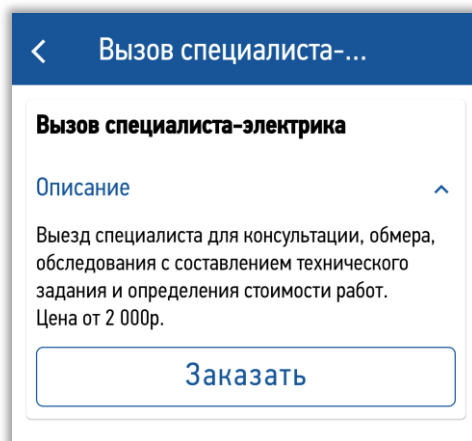 Вызов специалиста-...
Вызов специалиста-электрика
Описание
Выезд специалиста для консультации, обмера,
обследования с составлением технического
задания и определения стоимости работ.
Цена от 2 000р.
Заказать